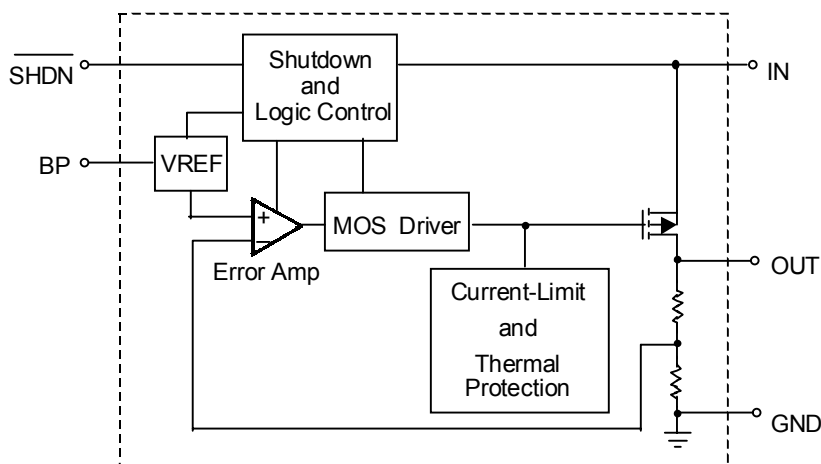 Shutdown
and
Logic Control
SHDN
IN
BP
VREF
+
−
MOS Driver
Error Amp
OUT
Current-Limit
and
Thermal
Protection
GND